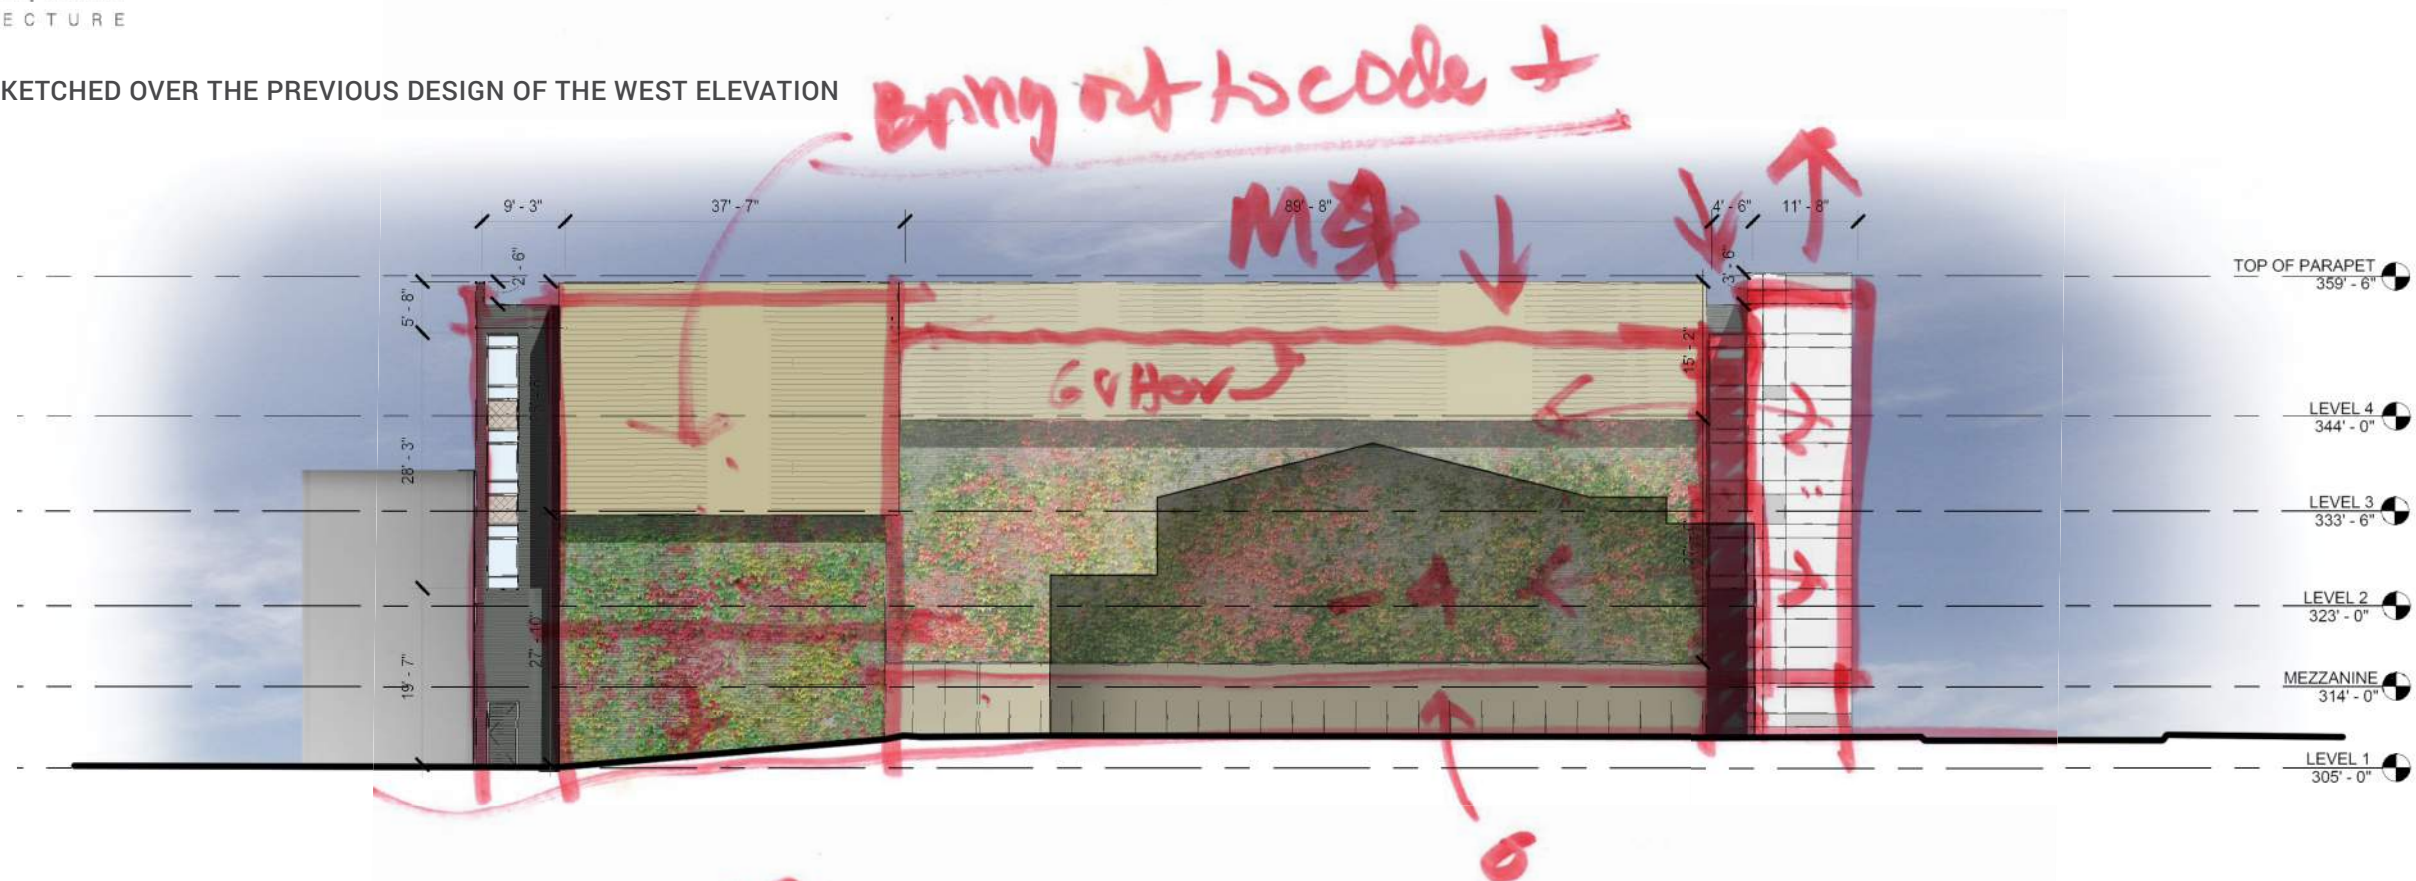 ECTURE
KETCHED OVER THE PREVIOUS DESIGN OF THE WEST ELEVATION
Bring out to code +
9' - 3"
37' - 7"
89' - 8"
4' - 6"
11' - 8"
2' - 6"
3' - 6"
5' - 8"
TOP OF PARAPET
359' - 6"
15' - 2"
Gutter
LEVEL 4
344' - 0"
28' - 3"
LEVEL 3
333' - 6"
LEVEL 2
323' - 0"
27' - 10"
19' - 7"
MEZZANINE
314' - 0"
LEVEL 1
305' - 0"